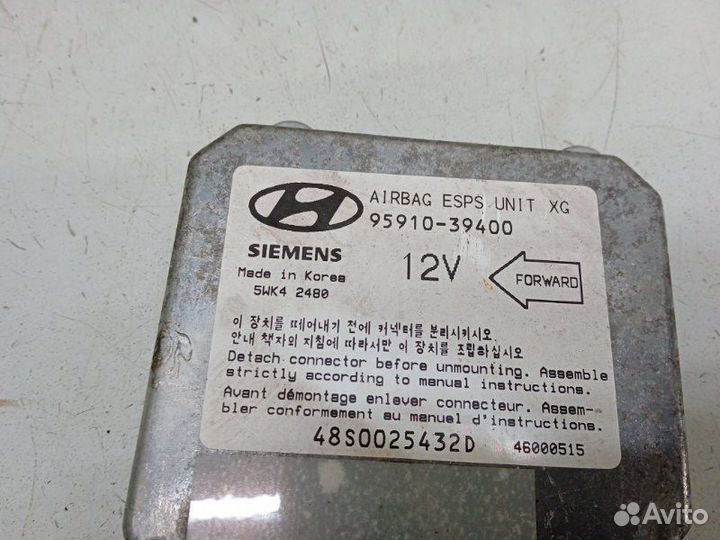 AIRBAG ESPS UNIT XG
95910-39400
SIEMENS
Made in Korea
5WK4 2480
12V
FORWARD
이 장치를 떼어내기 전에 커넥터를 분리시키시오
안내 책자의 지침에 따라서만 이 장치를 조립하십시오
Detach connector before unmounting. Assemble
strictly according to manual instructions.
Avant démontage enlever connecteur. Assem-
bler conformement au manuel d'instructions.
48S0025432D
46000515
Avito